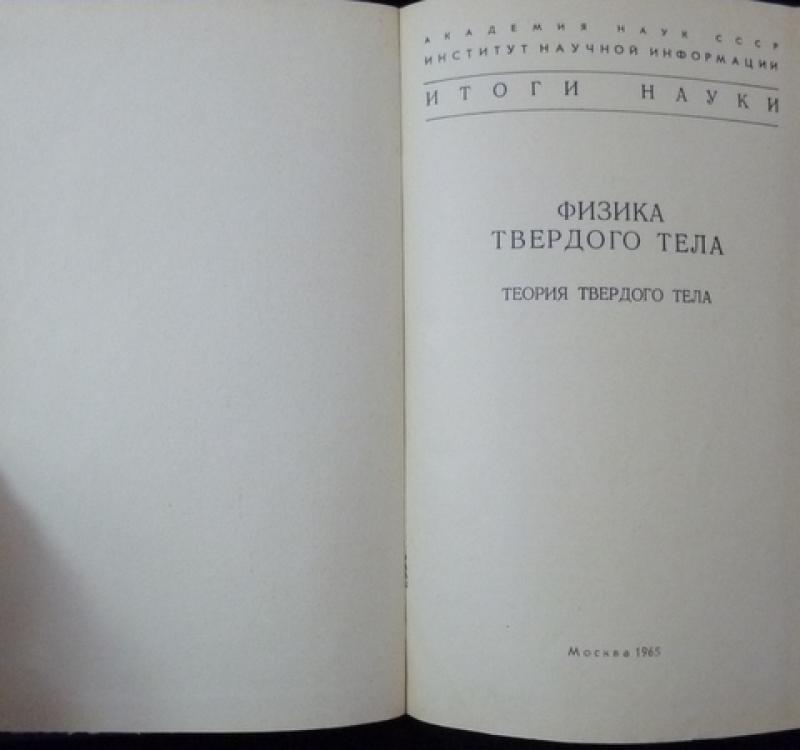 АКАДЕМИЯ НАУК СССР
ИНСТИТУТ НАУЧНОЙ ИНФОРМАЦИИ
ИТОГИ НАУКИ
ФИЗИКА
ТВЕРДОГО ТЕЛА
ТЕОРИЯ ТВЕРДОГО ТЕЛА
Москва 1965